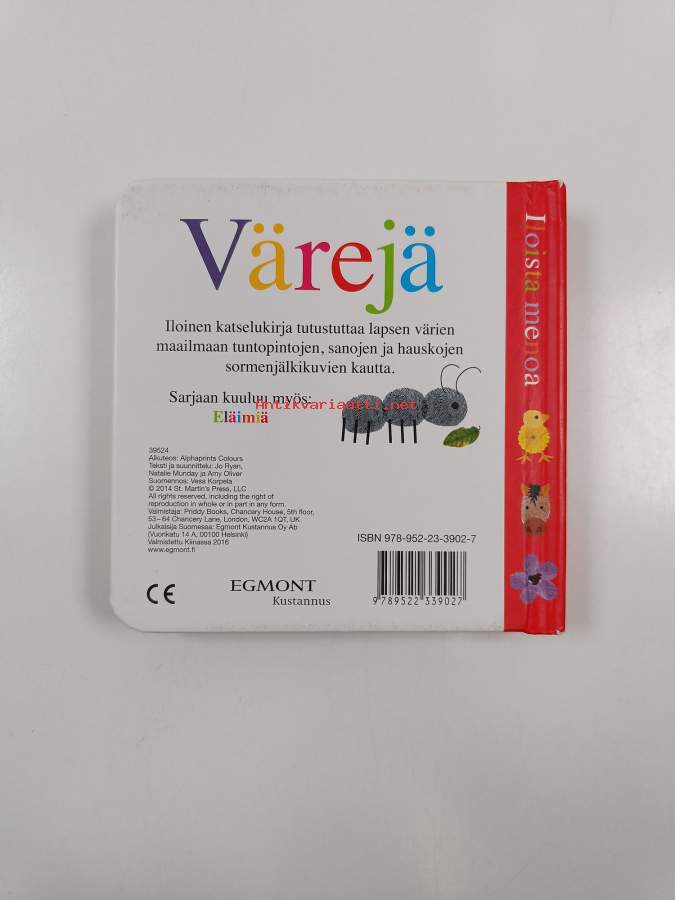 Värejä
Iloinen katselukirja tutustuttaa lapsen värien
maailmaan tuntopintojen, sanojen ja hauskojen
sormenjälkikuvien kautta.
Sarjaan kuuluu myös:
Eläimiä
Antikvariaatti.net
39524
Alkuteos: Alphaprints Colours
Teksti ja suunnittelu: Jo Ryan,
Natalie Munday ja Amy Oliver
Suomennos: Vesa Korpela
© 2014 St. Martin's Press, LLC
All rights reserved, including the right of
reproduction in whole or in part in any form.
Valmistaja: Priddy Books, Chancery House, 5th floor,
53–64 Chancery Lane, London, WC2A 1QT, UK
Julkaisija Suomessa: Egmont Kustannus Oy Ab
(Vuorikatu 14 A, 00100 Helsinki)
Valmistettu Kiinassa 2016
www.egmont.fi
CE
EGMONT
Kustannus
ISBN 978-952-23-3902-7
9 789522 339027
Iloista menoa